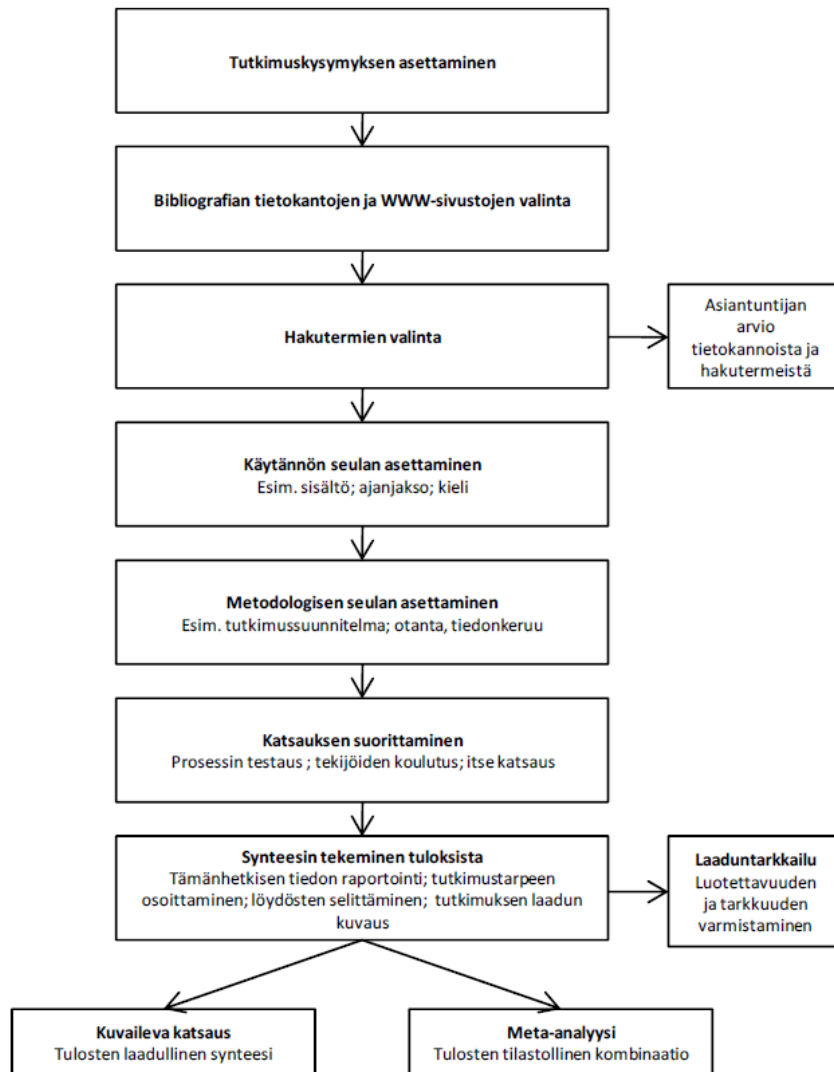 Tutkimuskysymyksen asettaminen
Bibliografian tietokantojen ja WWW-sivustojen valinta
Hakutermien valinta
Asiantuntijan
arvio
tietokannoista ja
hakutermeistä
Käytännön seulan asettaminen
Esim. sisältö; ajanjakso; kieli
Metodologisen seulan asettaminen
Esim. tutkimussuunnitelma; otanta, tiedonkeruu
Katsauksen suorittaminen
Prosessin testaus ; tekijöiden koulutus; itse katsaus
Synteesin tekeminen tuloksista
Tämänhetkisen tiedon raportointi; tutkimustarpeen
osoittaminen; löydösten selittäminen; tutkimuksen laadun
kuvaus
Laaduntarkkailu
Luotettavuuden
ja tarkkuuden
varmistaminen
Kuvaileva katsaus
Tulosten laadullinen synteesi
Meta-analyysi
Tulosten tilastollinen kombinaatio